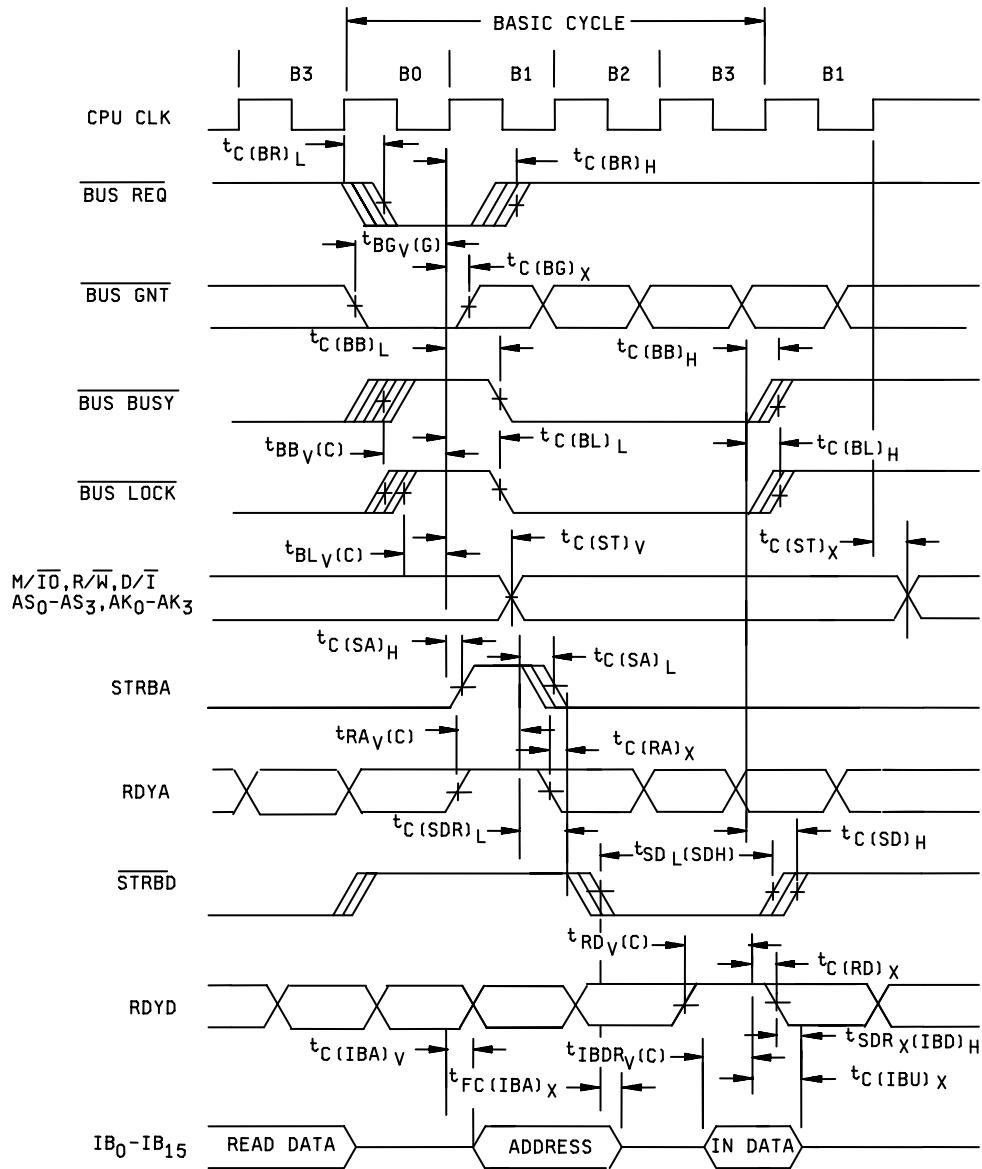 BASIC CYCLE
B3 B0 B1 B2 B3 B1
CPU CLK
tC(BR)L tC(BR)H
BUS REQ
tBGV(G)
tC(BG)X
BUS GNT
tC(BB)L tC(BB)H
BUS BUSY
tBBV(C) tC(BL)L tC(BL)H
BUS LOCK
tBLV(C) tC(ST)V tC(ST)X
M/IO,R/W,D/I
AS0-AS3,AK0-AK3
tC(SA)H tC(SA)L
STRBA
tRAV(C) tC(RA)X
RDYA
tC(SDR)L tC(SD)H
tSDL(SDH)
STRBD
tRDV(C)
tC(RD)X
RDYD
tC(IBA)V tIBDRV(C) tSDRX(IBD)H
tFC(IBA)X tC(IBU)X
IB0-IB15 READ DATA ADDRESS IN DATA